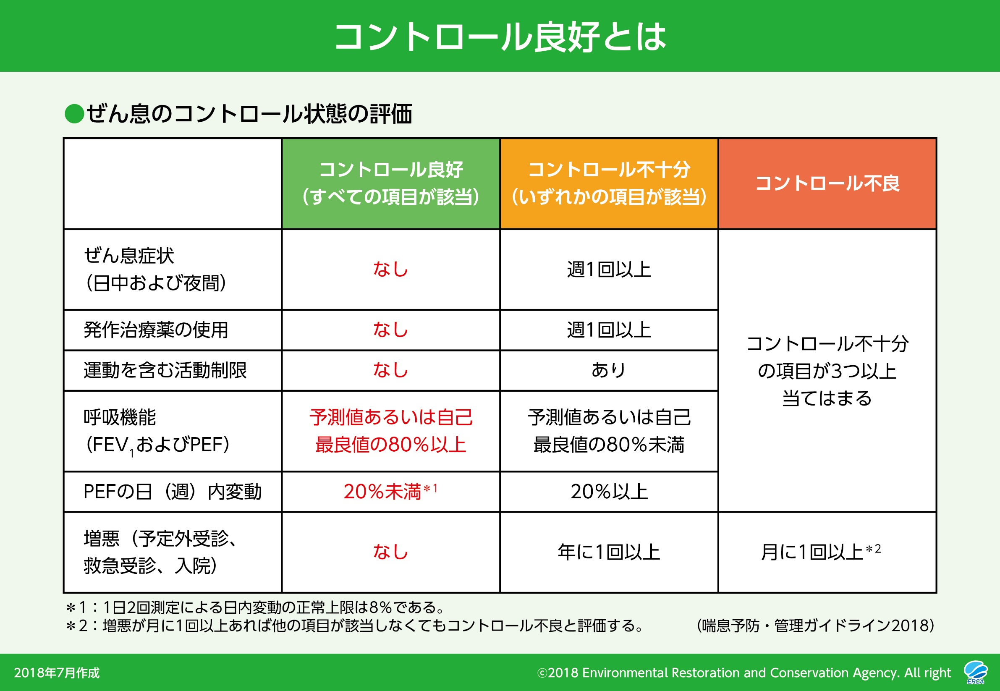 コントロール良好とは
●ぜん息のコントロール状態の評価
コントロール良好
（すべての項目が該当）
コントロール不十分
（いずれかの項目が該当）
コントロール不良
ぜん息症状
（日中および夜間）
なし
週1回以上
コントロール不十分
の項目が3つ以上
当てはまる
発作治療薬の使用
なし
週1回以上
運動を含む活動制限
なし
あり
呼吸機能
（FEV1およびPEF）
予測値あるいは自己
最良値の80%以上
予測値あるいは自己
最良値の80%未満
PEFの日（週）内変動
20%未満＊1
20%以上
増悪（予定外受診、
救急受診、入院）
なし
年に1回以上
月に1回以上＊2
＊1：1日2回測定による日内変動の正常上限は8%である。
＊2：増悪が月に1回以上あれば他の項目が該当しなくてもコントロール不良と評価する。
（喘息予防・管理ガイドライン2018）
2018年7月作成
©2018 Environmental Restoration and Conservation Agency. All right
ERCA